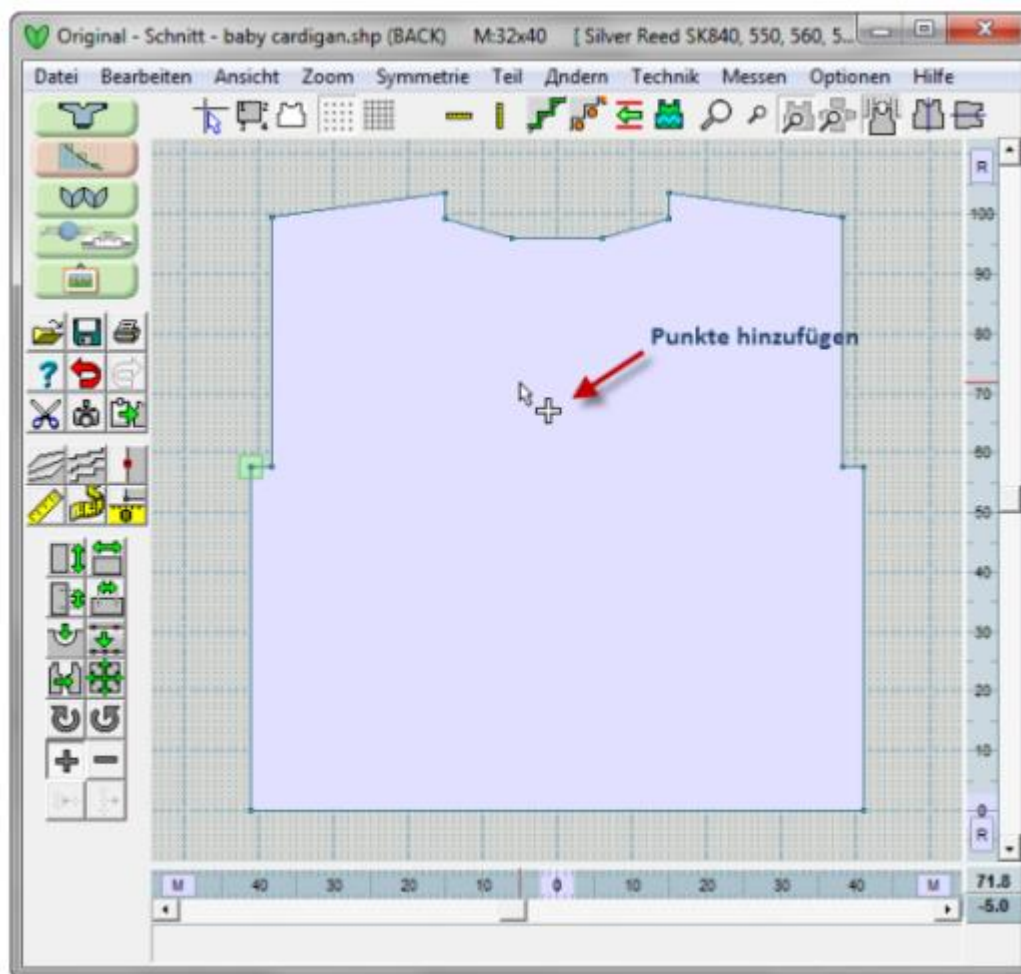 Original - Schnitt - baby cardigan.shp (BACK) M:32x40 [ Silver Reed SK840, 550, 560, 5...
Datei Bearbeiten Ansicht Zoom Symmetrie Teil Дndern Technik Messen Optionen Hilfe
R
100
90
80
Punkte hinzufügen
70
60
50
40
30
20
10
0
R
M 40 30 20 10 0 10 20 30 40 M 71.8
-5.0